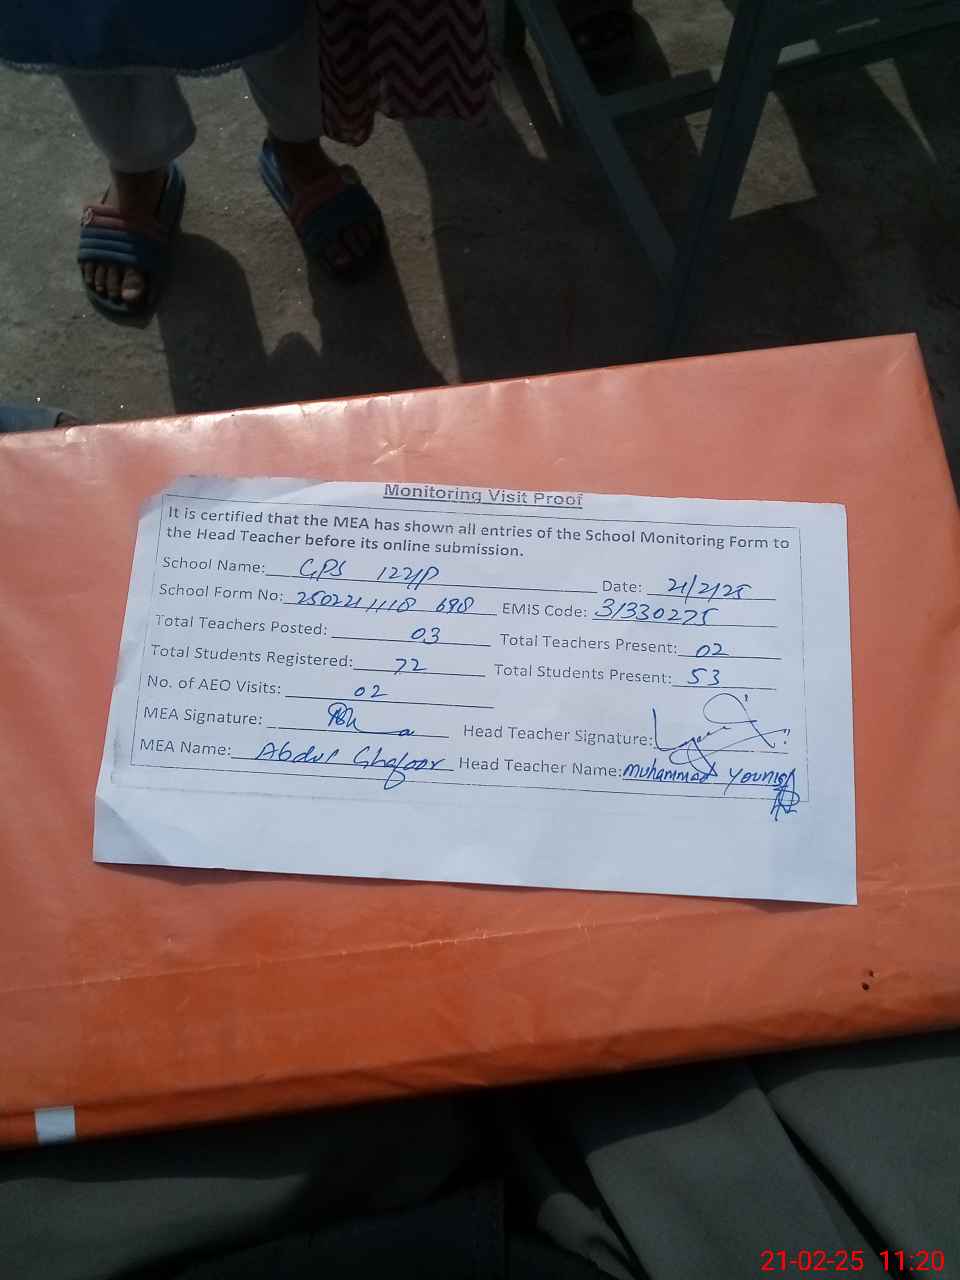 Monitoring Visit Proof
It is certified that the MEA has shown all entries of the School Monitoring Form to
the Head Teacher before its online submission.
School Name: GPS 122/P Date: 21/2/25
School Form No: 2502211118 698 EMIS Code: 31330275
Total Teachers Posted: 03 Total Teachers Present: 02
Total Students Registered: 72 Total Students Present: 53
No. of AEO Visits: 02
MEA Signature: Head Teacher Signature:
MEA Name: Abdul Ghafoor Head Teacher Name: Muhammad Younis
21-02-25 11:20